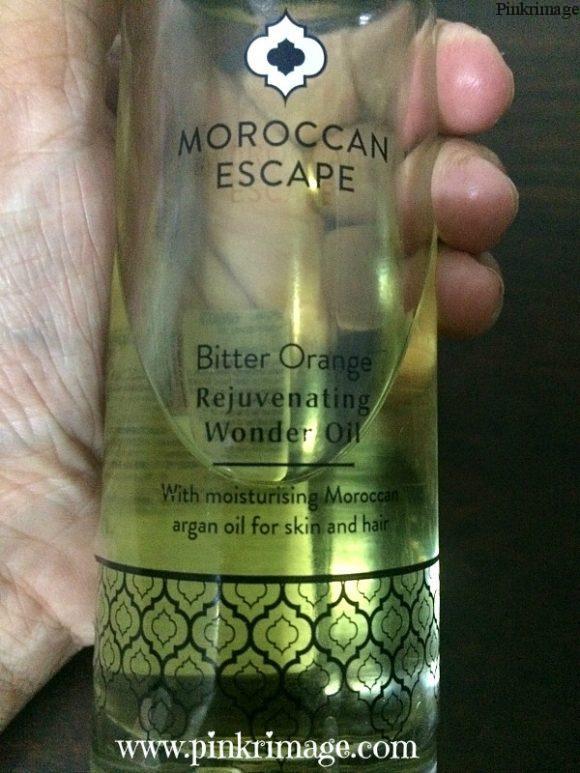 Pinkrimage
MOROCCAN
ESCAPE
Bitter Orange
Rejuvenating
Wonder Oil
With moisturising Moroccan
argan oil for skin and hair
www.pinkrimage.com